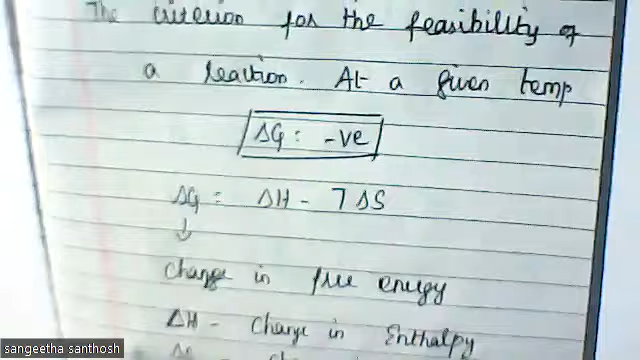 The criterion for the feasibility of
a reaction. At a given temp
ΔG : -ve
ΔG = ΔH - TΔS
↓
change in free energy
ΔH - Change in Enthalpy
sangeetha santhosh